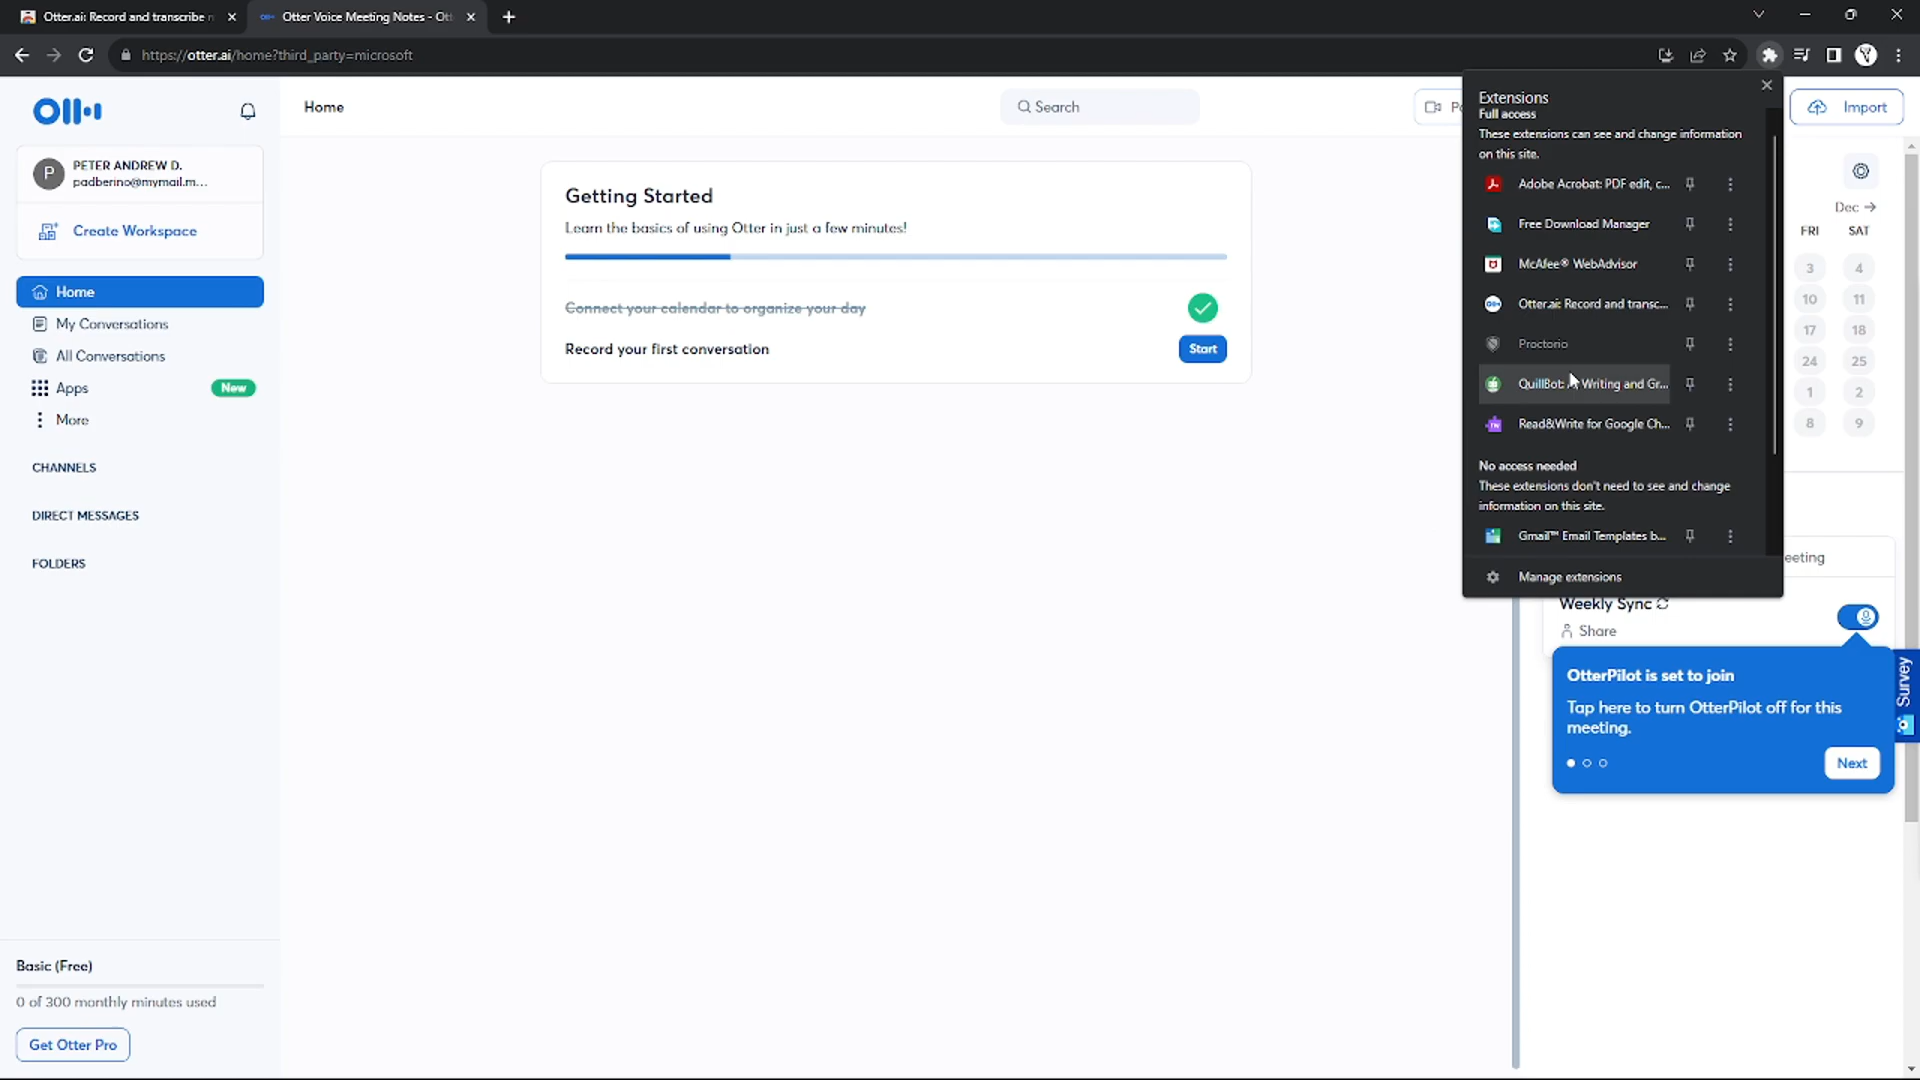 Otter.ai: Record and transcribe
Otter Voice Meeting Notes - Ott
https://otter.ai/home?third_party=microsoft
Home
Search
Import
PETER ANDREW D.
padberino@mymail.m...
Create Workspace
Home
My Conversations
All Conversations
Apps
New
More
CHANNELS
DIRECT MESSAGES
FOLDERS
Basic (Free)
0 of 300 monthly minutes used
Get Otter Pro
Getting Started
Learn the basics of using Otter in just a few minutes!
Connect your calendar to organize your day
Record your first conversation
Start
Extensions
Full access
These extensions can see and change information
on this site.
Adobe Acrobat: PDF edit, c...
Free Download Manager
McAfee® WebAdvisor
Otter.ai: Record and transc...
Proctorio
QuillBot: Writing and Gr...
Read&Write for Google Ch...
No access needed
These extensions don't need to see and change
information on this site.
Gmail™ Email Templates b...
Manage extensions
Dec →
FRI SAT
3 4
10 11
17 18
24 25
1 2
8 9
eeting
Weekly Sync
Share
OtterPilot is set to join
Tap here to turn OtterPilot off for this
meeting.
Next
Survey